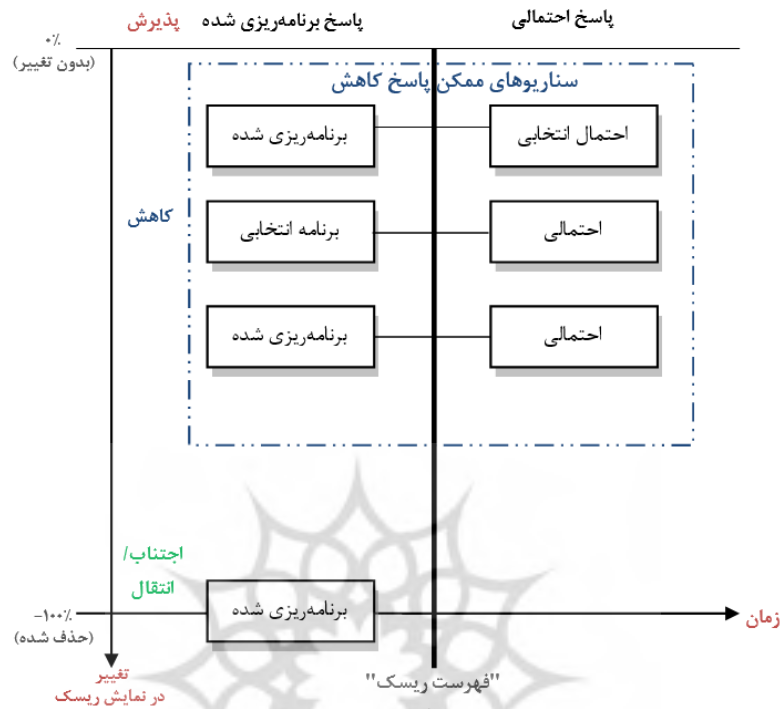 پاسخ احتمالی
پاسخ برنامه‌ریزی شده
پذیرش
۰٪
(بدون تغییر)
سناریوهای ممکن پاسخ کاهش
احتمال انتخابی
برنامه‌ریزی شده
کاهش
احتمالی
برنامه انتخابی
احتمالی
برنامه‌ریزی شده
اجتناب/
انتقال
برنامه‌ریزی شده
زمان
-۱۰۰٪
(حذف شده)
تغییر
در نمایش ریسک
"فهرست ریسک"